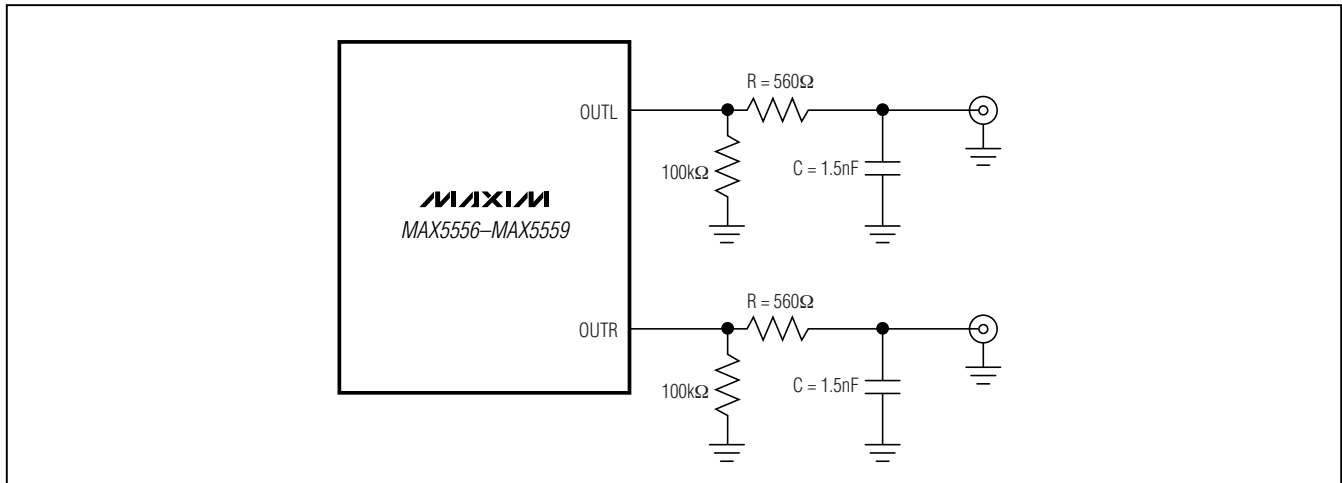 R = 560Ω
OUTL
100kΩ
C = 1.5nF
MAXIM
MAX5556–MAX5559
R = 560Ω
OUTR
100kΩ
C = 1.5nF